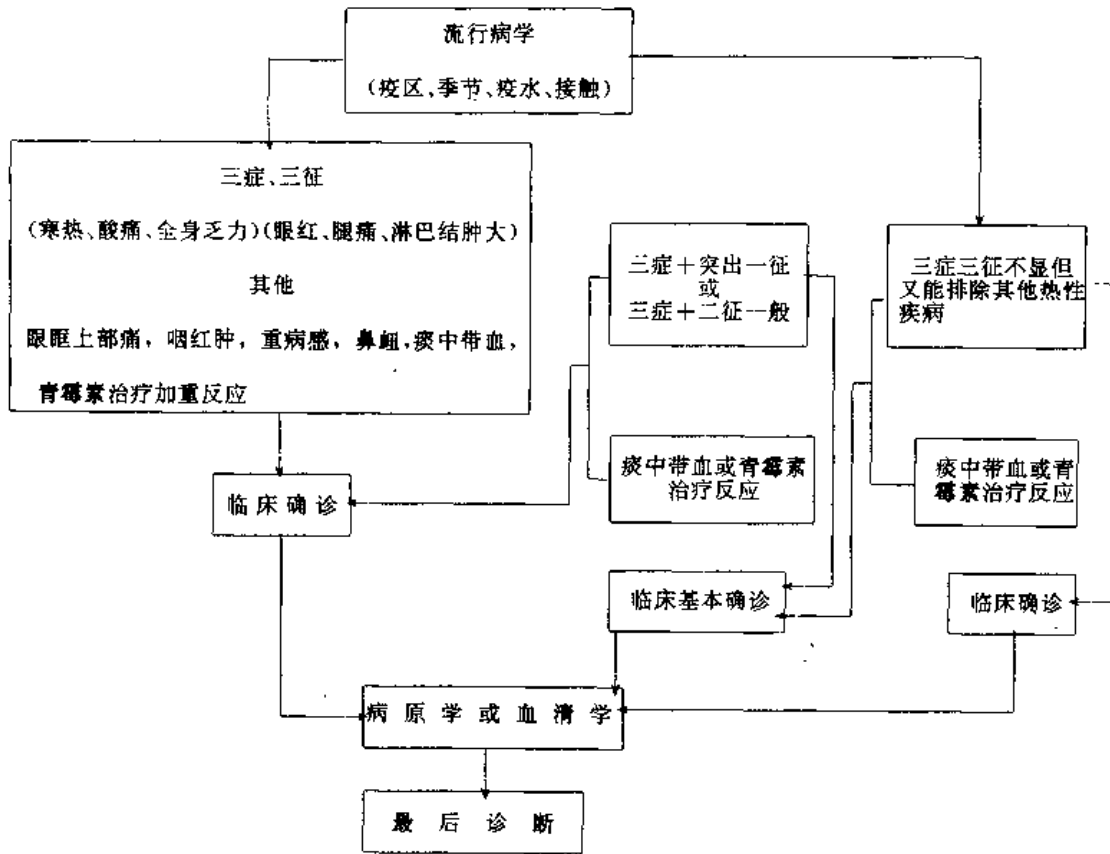 流行病学
(疫区、季节、疫水、接触)
三症、三征
(寒热、酸痛、全身乏力)(眼红、腿痛、淋巴结肿大)
其他
眼眶上部痛，咽红肿，重病感，鼻衄，痰中带血，
青霉素治疗加重反应
三症＋突出一征
或
三症＋二征一般
三症三征不显但
又能排除其他热性
疾病
痰中带血或青霉素
治疗反应
痰中带血或青
霉素治疗反应
临床确诊
临床基本确诊
临床确诊
病原学或血清学
最后诊断